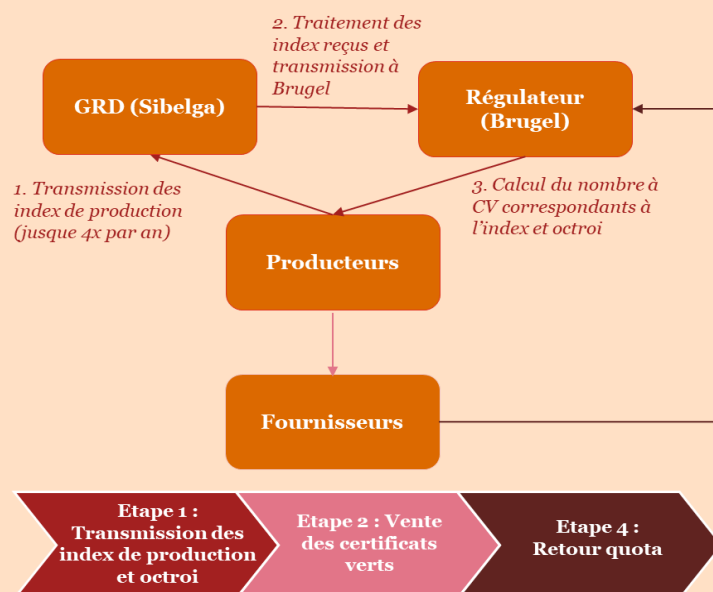 2. Traitement des
index reçus et
transmission à
Brugel
GRD (Sibelga)
Régulateur
(Brugel)
1. Transmission des
index de production
(jusque 4x par an)
3. Calcul du nombre à
CV correspondants à
l'index et octroi
Producteurs
Fournisseurs
Etape 1 :
Transmission des
index de production
et octroi
Etape 2 : Vente
des certificats
verts
Etape 4 :
Retour quota